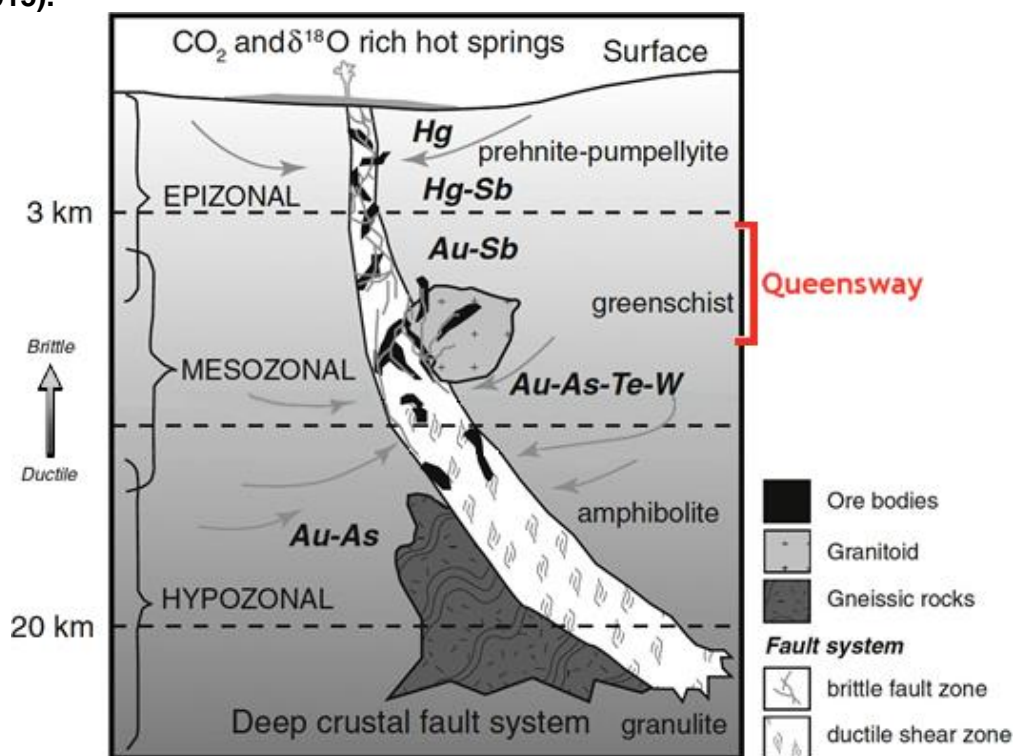 013).
CO₂ and δ¹⁸O rich hot springs
Surface
Hg
prehnite-pumpellyite
EPIZONAL
Hg-Sb
3 km
Au-Sb
Queensway
greenschist
Brittle
MESOZONAL
Au-As-Te-W
Ductile
Ore bodies
amphibolite
Au-As
Granitoid
HYPOZONAL
Gneissic rocks
20 km
Fault system
brittle fault zone
Deep crustal fault system
granulite
ductile shear zone